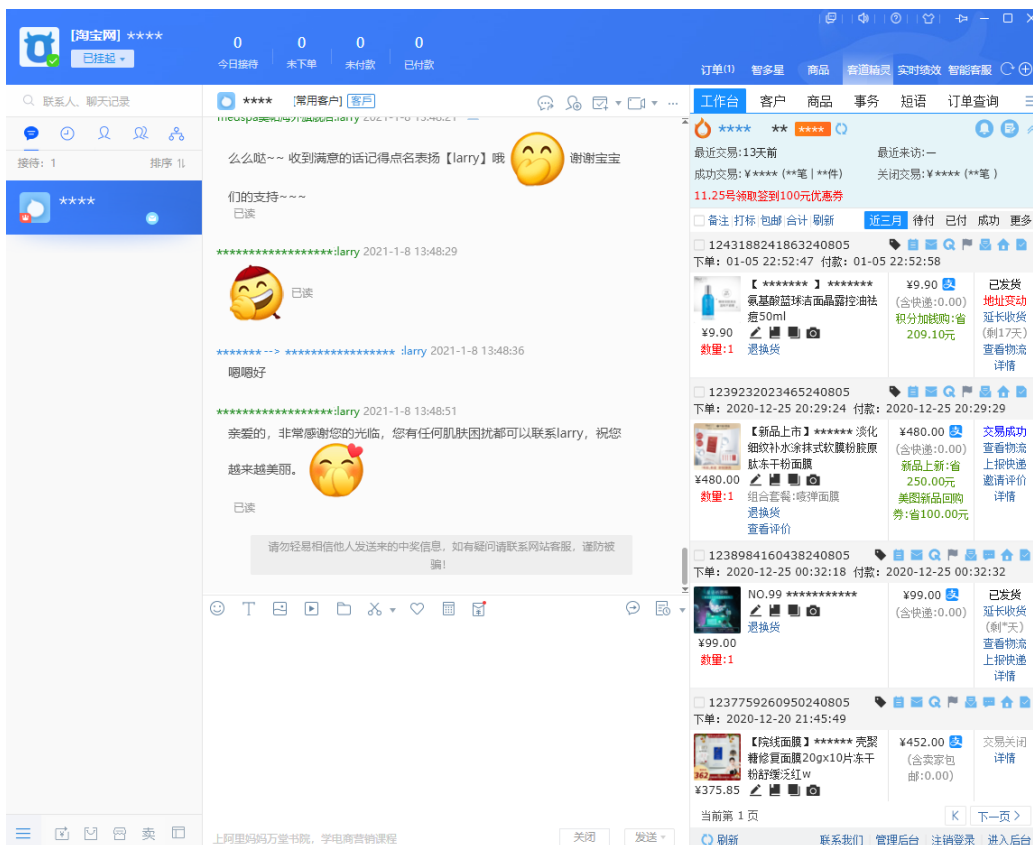 [淘宝网] ****
已挂起
0 0 0 0
今日接待 未下单 未付款 已付款
订单(1) 智多星 商品 客道精灵 实时绩效 智能客服
联系人、聊天记录
接待: 1 排序
****
**** [常用客户] 客户
2021-1-8 13:48:21
么么哒~~ 收到满意的话记得点名表扬【larry】哦 谢谢宝宝
们的支持~~~
已读
******************:larry 2021-1-8 13:48:29
已读
******* --> ***************** :larry 2021-1-8 13:48:36
嗯嗯好
******************:larry 2021-1-8 13:48:51
亲爱的，非常感谢您的光临，您有任何肌肤困扰都可以联系larry，祝您
越来越美丽。
已读
请勿轻易相信他人发送来的中奖信息，如有疑问请联系网站客服，谨防被
骗！
上阿里妈妈万堂书院，学电商营销课程
关闭 发送
工作台 客户 商品 事务 短语 订单查询
**** ** ****
最近交易:13天前 最近来访:—
成功交易:¥**** (**笔 | **件) 关闭交易:¥**** (**笔 )
11.25号领取签到100元优惠券
备注 打标 包邮 合计 刷新 近三月 待付 已付 成功 更多
1243188241863240805
下单: 01-05 22:52:47 付款: 01-05 22:52:58
【 ******* 】*******
氨基酸蓝球洁面晶露控油祛
痘50ml
¥9.90
数量:1 退换货
¥9.90
(含快递:0.00)
积分加钱购:省
209.10元
已发货
地址变动
延长收货
(剩17天)
查看物流
详情
1239232023465240805
下单: 2020-12-25 20:29:24 付款: 2020-12-25 20:29:29
【新品上市】****** 淡化
细纹补水涂抹式软膜粉胶原
肽冻干粉面膜
¥480.00
数量:1 组合套餐:唛弹面膜
退换货
查看评价
¥480.00
(含快递:0.00)
新品上新:省
250.00元
美图新品回购
券:省100.00元
交易成功
查看物流
上报快递
邀请评价
详情
1238984160438240805
下单: 2020-12-25 00:32:18 付款: 2020-12-25 00:32:32
NO.99 ***********
退换货
¥99.00
数量:1
¥99.00
(含快递:0.00)
已发货
延长收货
(剩*天)
查看物流
上报快递
详情
1237759260950240805
下单: 2020-12-20 21:45:49
【院线面膜】****** 壳聚
糖修复面膜20gx10片冻干
粉舒缓泛红w
362
¥375.85
¥452.00
(含卖家包
邮:0.00)
交易关闭
详情
当前第 1 页 K 下一页 >
刷新 联系我们 管理后台 注销登录 进入后台